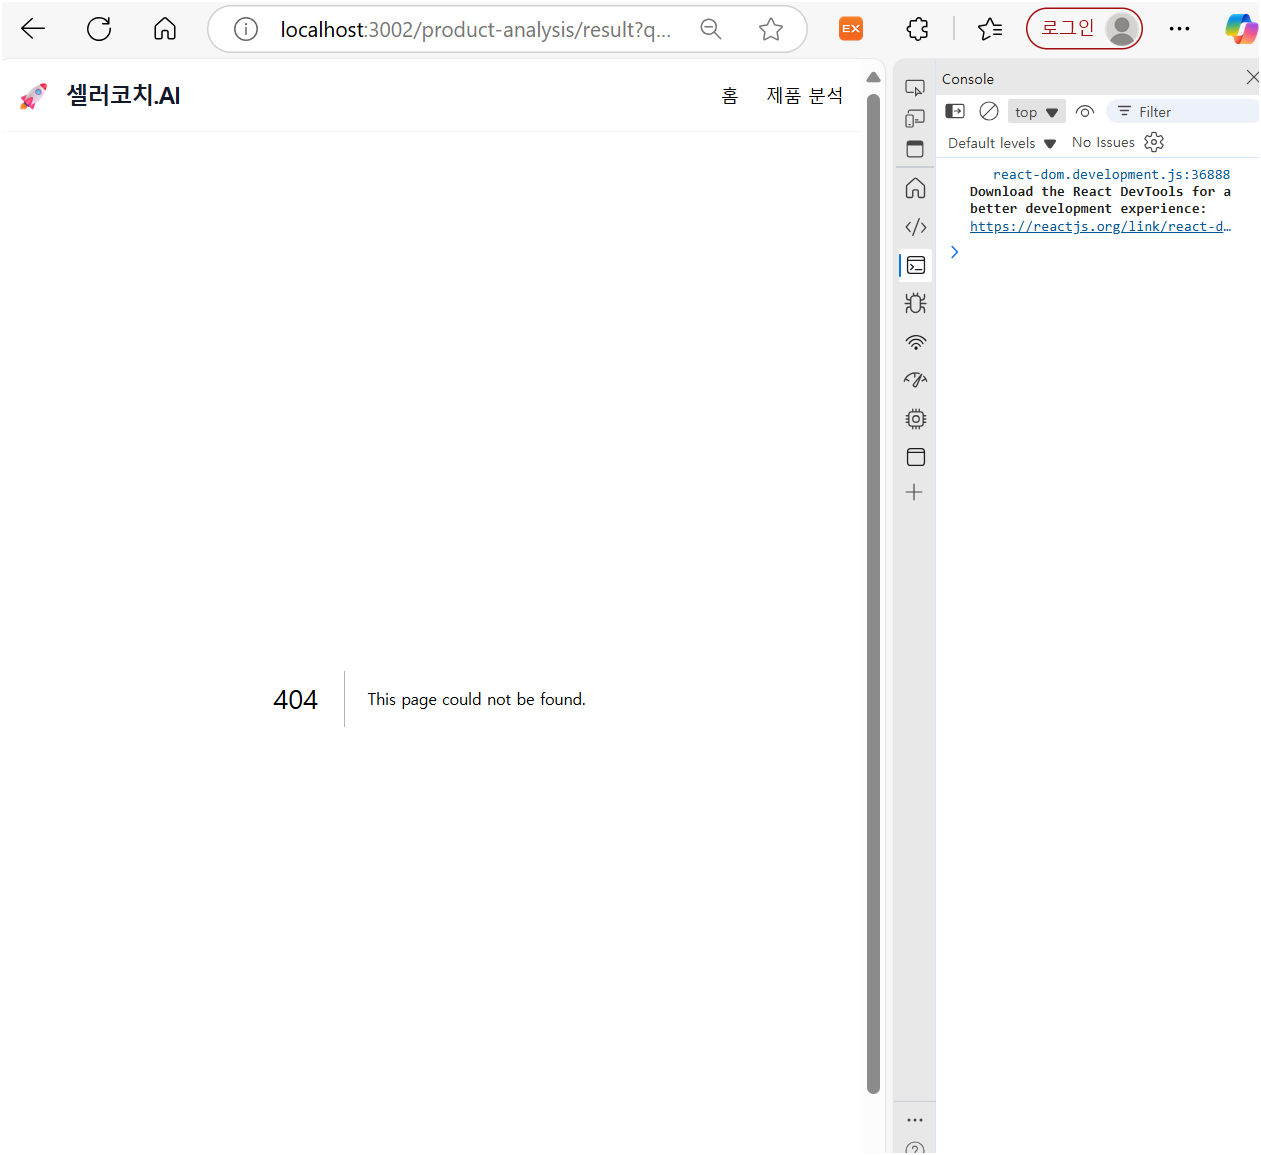 localhost:3002/product-analysis/result?q...
EX
로그인
🚀 셀러코치.AI
홈 제품 분석
404
This page could not be found.
Console
top
Filter
Default levels
No Issues
react-dom.development.js:36888
Download the React DevTools for a
better development experience:
https://reactjs.org/link/react-d…